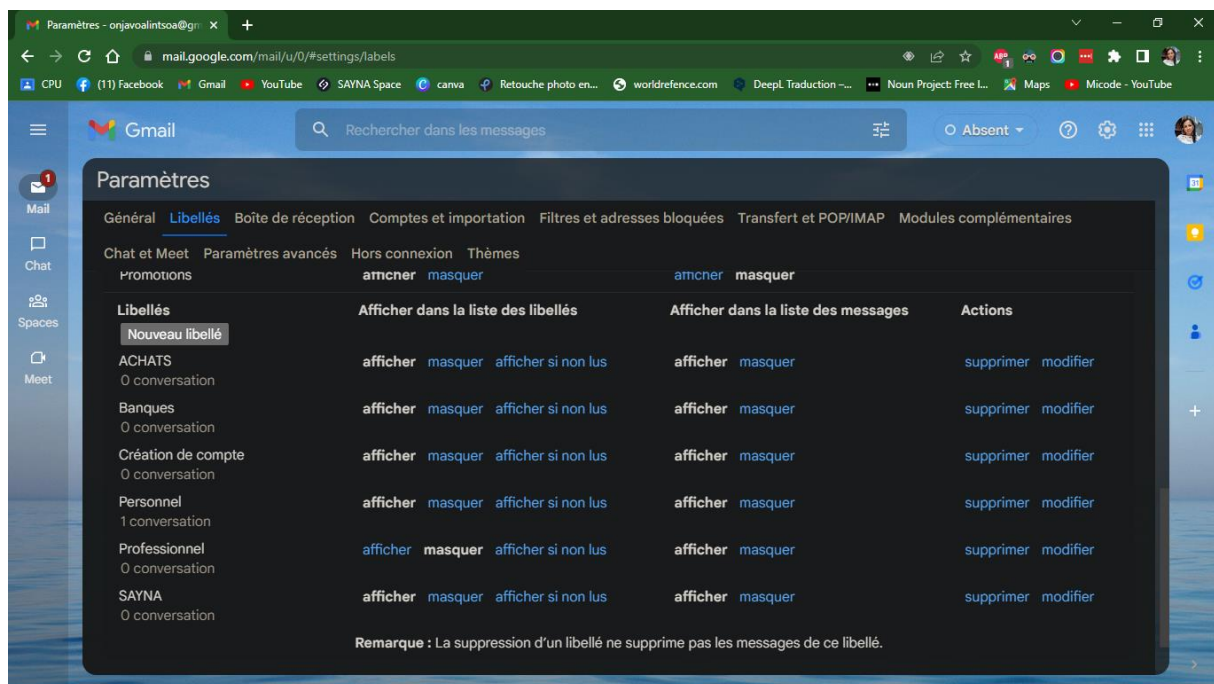 Paramètres - onjavoalintsoa@gm
mail.google.com/mail/u/0/#settings/labels
CPU (11) Facebook Gmail YouTube SAYNA Space canva Retouche photo en... worldrefence.com DeepL Traduction –... Noun Project: Free I... Maps Micode - YouTube
Gmail Rechercher dans les messages Absent
1
Mail
Chat
Spaces
Meet
Paramètres
Général Libellés Boîte de réception Comptes et importation Filtres et adresses bloquées Transfert et POP/IMAP Modules complémentaires
Chat et Meet Paramètres avancés Hors connexion Thèmes
Promotions afficher masquer afficher masquer
Libellés Afficher dans la liste des libellés Afficher dans la liste des messages Actions
Nouveau libellé
ACHATS afficher masquer afficher si non lus afficher masquer supprimer modifier
0 conversation
Banques afficher masquer afficher si non lus afficher masquer supprimer modifier
0 conversation
Création de compte afficher masquer afficher si non lus afficher masquer supprimer modifier
0 conversation
Personnel afficher masquer afficher si non lus afficher masquer supprimer modifier
1 conversation
Professionnel afficher masquer afficher si non lus afficher masquer supprimer modifier
0 conversation
SAYNA afficher masquer afficher si non lus afficher masquer supprimer modifier
0 conversation
Remarque : La suppression d'un libellé ne supprime pas les messages de ce libellé.
31
ABP
1